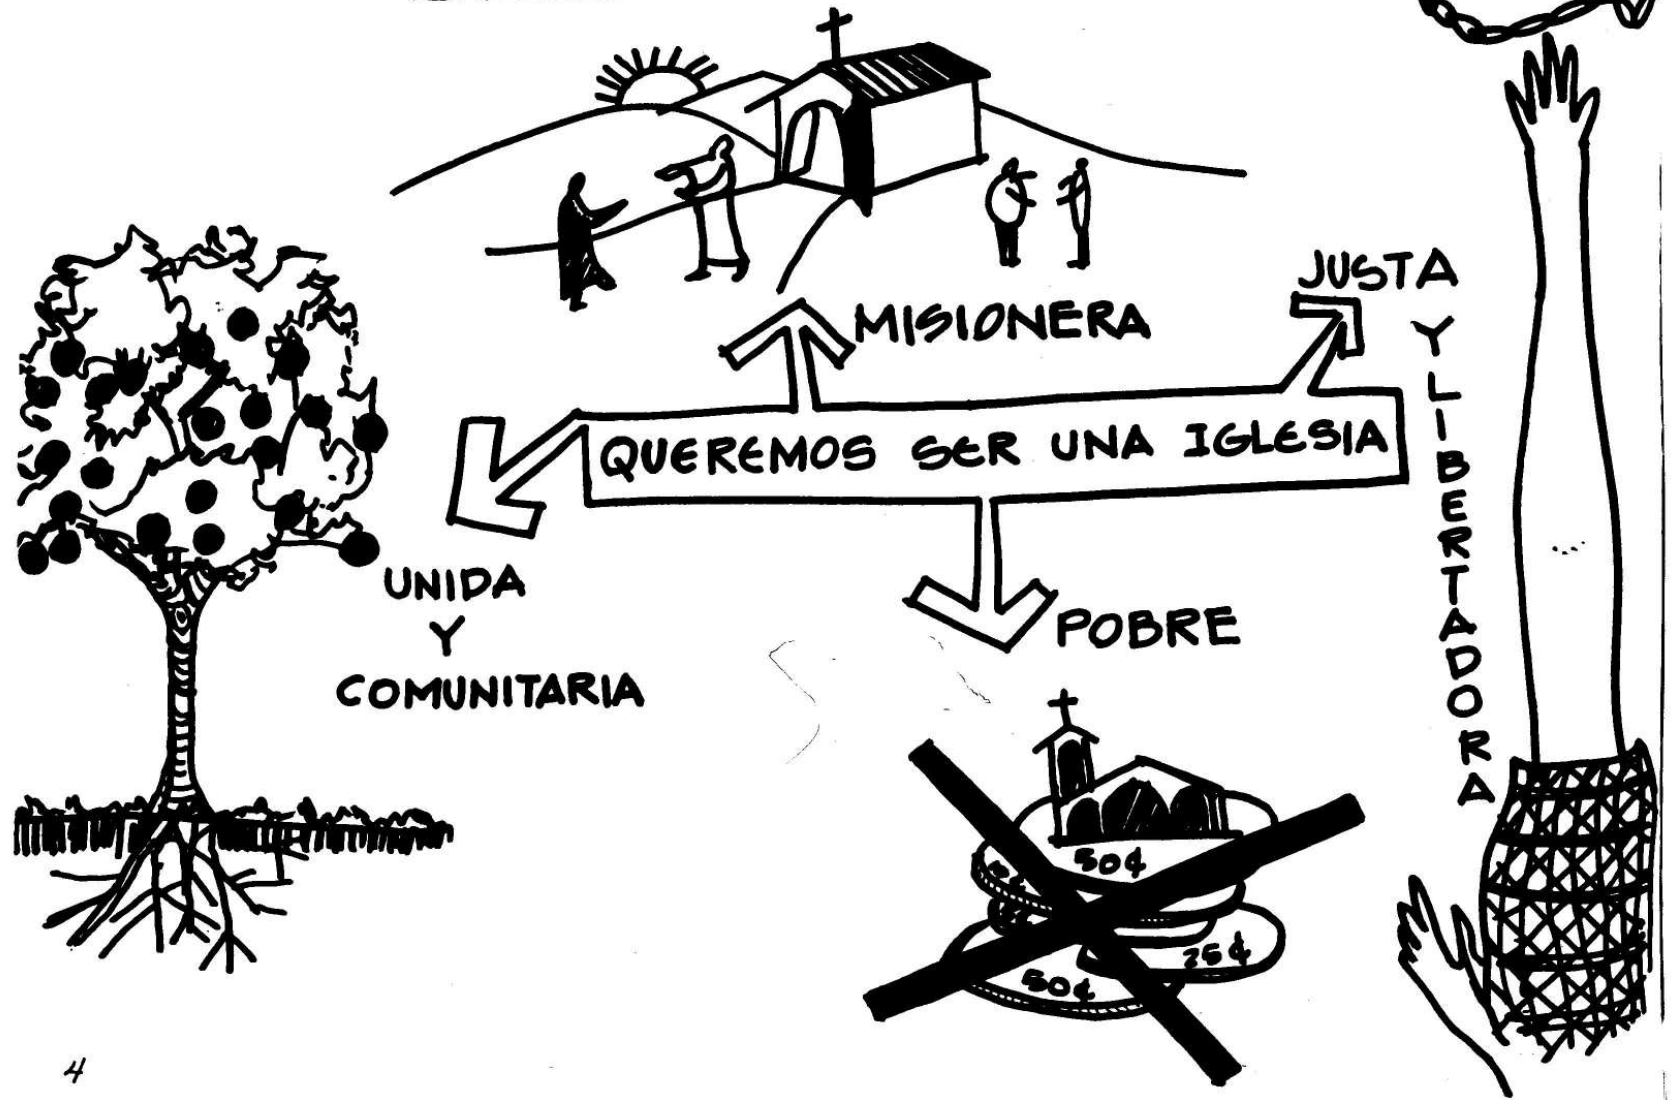 MISIONERA
JUSTA
Y
LIBERTADORA
QUEREMOS SER UNA IGLESIA
UNIDA
Y
COMUNITARIA
POBRE
50¢
25¢
50¢
4